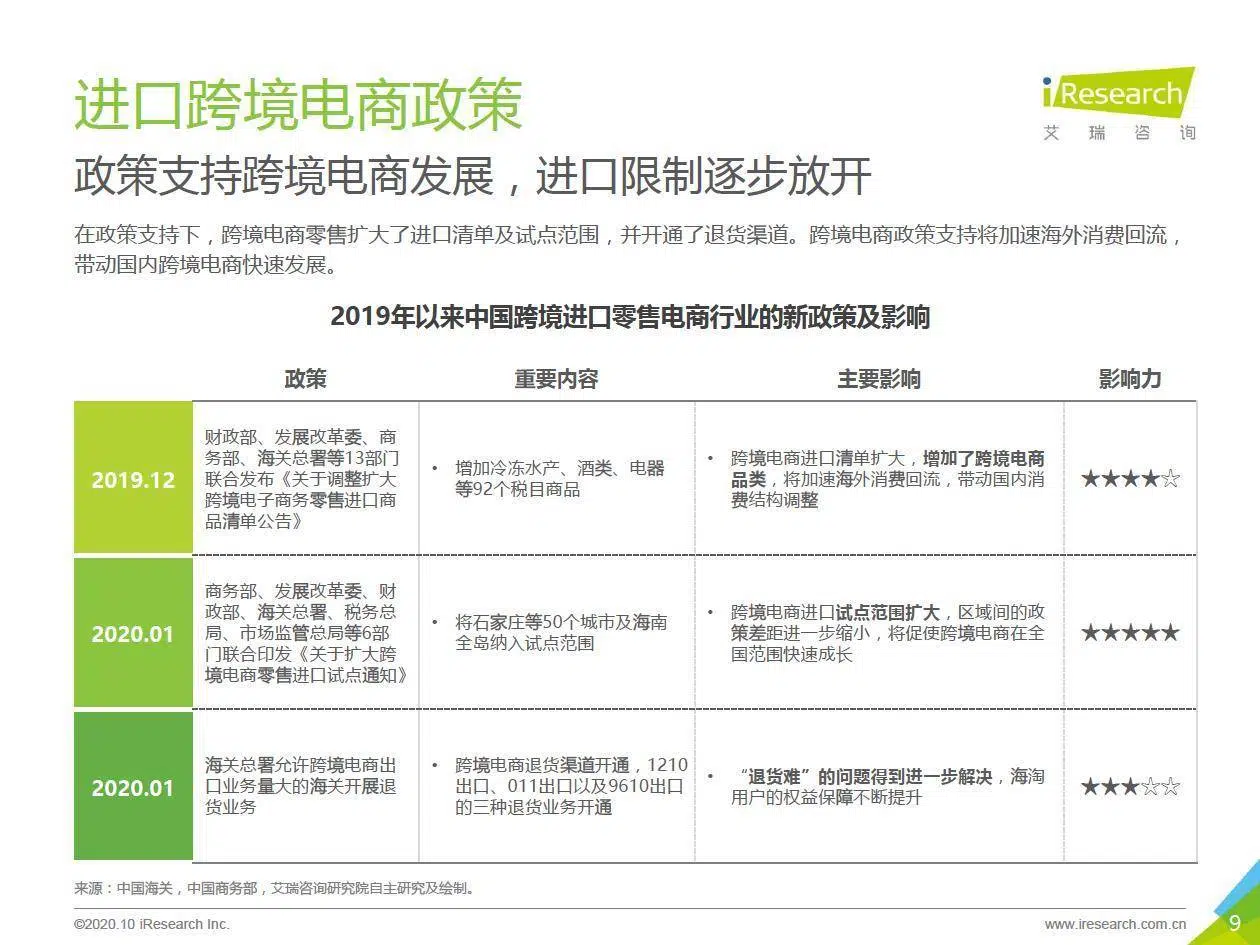 进口跨境电商政策
iResearch
艾瑞咨询
政策支持跨境电商发展，进口限制逐步放开
在政策支持下，跨境电商零售扩大了进口清单及试点范围，并开通了退货渠道。跨境电商政策支持将加速海外消费回流，
带动国内跨境电商快速发展。
2019年以来中国跨境进口零售电商行业的新政策及影响
政策 重要内容 主要影响 影响力
2019.12
财政部、发展改革委、商
务部、海关总署等13部门
联合发布《关于调整扩大
跨境电子商务零售进口商
品清单公告》
• 增加冷冻水产、酒类、电器
等92个税目商品
• 跨境电商进口清单扩大，增加了跨境电商
品类，将加速海外消费回流，带动国内消
费结构调整
★★★★☆
2020.01
商务部、发展改革委、财
政部、海关总署、税务总
局、市场监管总局等6部
门联合印发《关于扩大跨
境电商零售进口试点通知》
• 将石家庄等50个城市及海南
全岛纳入试点范围
• 跨境电商进口试点范围扩大，区域间的政
策差距进一步缩小，将促使跨境电商在全
国范围快速成长
★★★★★
2020.01
海关总署允许跨境电商出
口业务量大的海关开展退
货业务
• 跨境电商退货渠道开通，1210
出口、011出口以及9610出口
的三种退货业务开通
• “退货难”的问题得到进一步解决，海淘
用户的权益保障不断提升
★★★☆☆
来源：中国海关，中国商务部，艾瑞咨询研究院自主研究及绘制。
©2020.10 iResearch Inc.
www.iresearch.com.cn
9